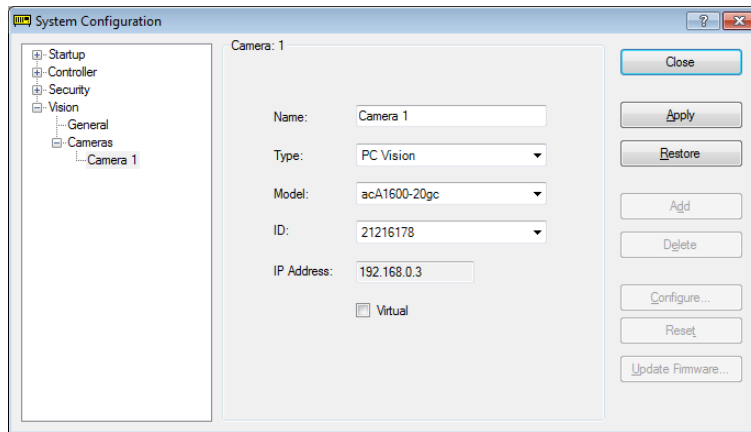 System Configuration
Startup
Controller
Security
Vision
General
Cameras
Camera 1
Camera: 1
Name: Camera 1
Type: PC Vision
Model: acA1600-20gc
ID: 21216178
IP Address: 192.168.0.3
Virtual
Close
Apply
Restore
Add
Delete
Configure...
Reset
Update Firmware...